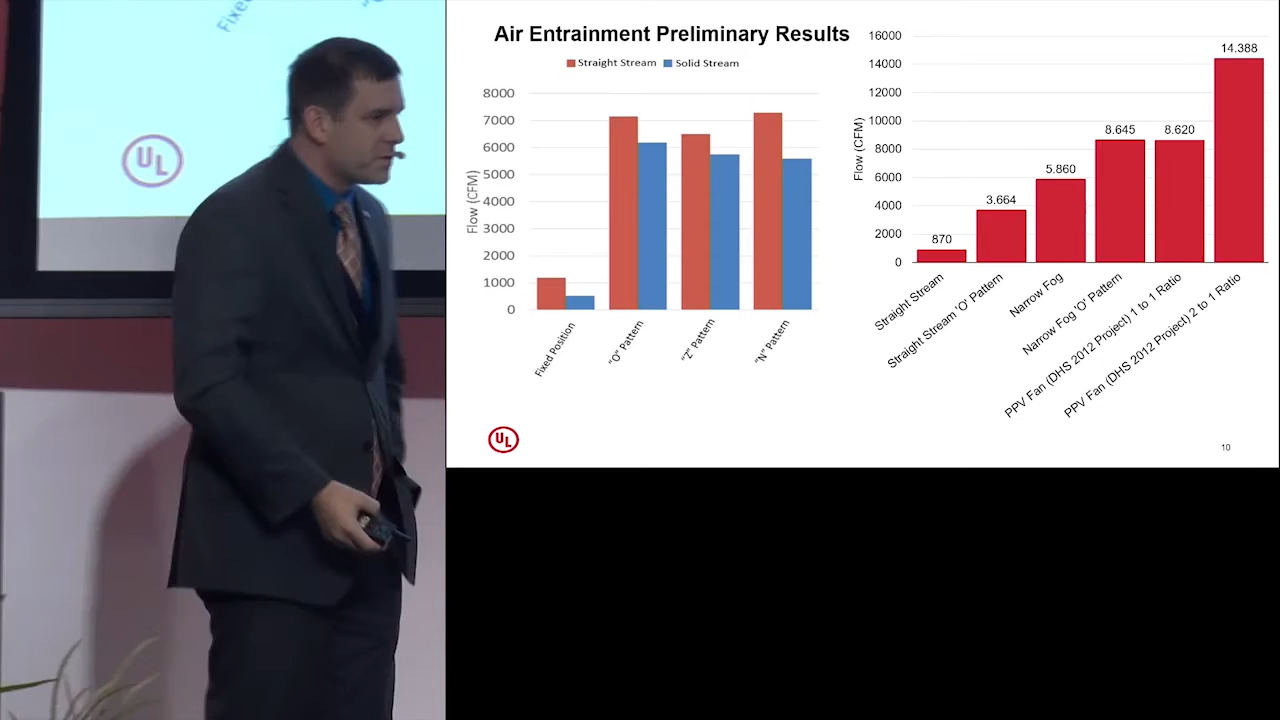 Fixed
UL
Air Entrainment Preliminary Results
Straight Stream Solid Stream
8000
7000
6000
5000
4000
3000
2000
1000
0
Flow (CFM)
Fixed Position
"O" Pattern
"Z" Pattern
"N" Pattern
16000
14000
12000
10000
8000
6000
4000
2000
0
Flow (CFM)
870
3.664
5.860
8.645
8.620
14.388
Straight Stream
Straight Stream 'O' Pattern
Narrow Fog
Narrow Fog 'O' Pattern
PPV Fan (DHS 2012 Project) 1 to 1 Ratio
PPV Fan (DHS 2012 Project) 2 to 1 Ratio
UL
10